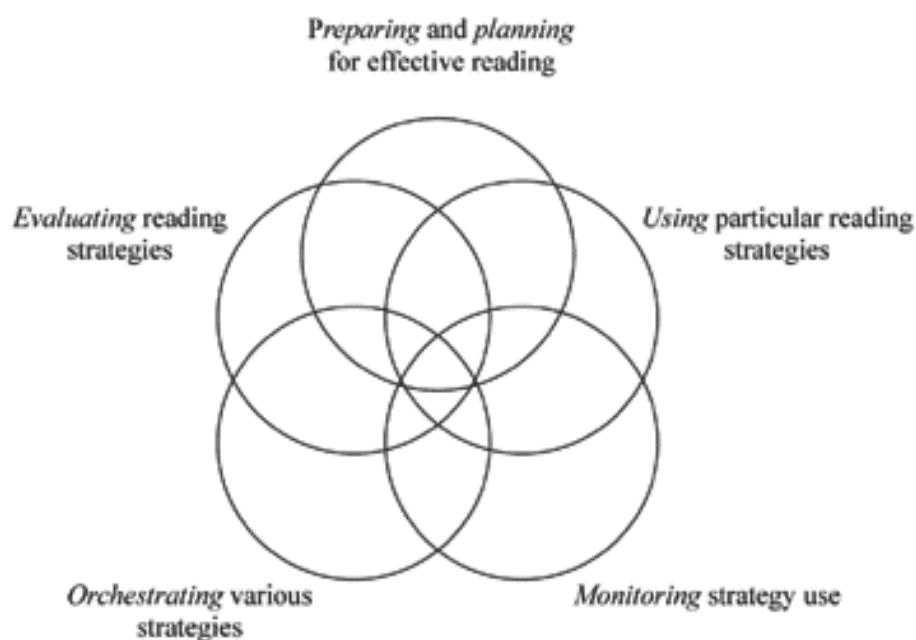 Preparing and planning
for effective reading
Evaluating reading
strategies
Using particular reading
strategies
Orchestrating various
strategies
Monitoring strategy use